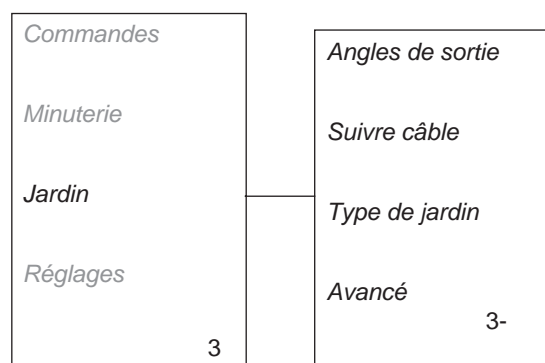 Commandes
Minuterie
Jardin
Réglages
3
Angles de sortie
Suivre câble
Type de jardin
Avancé
3-